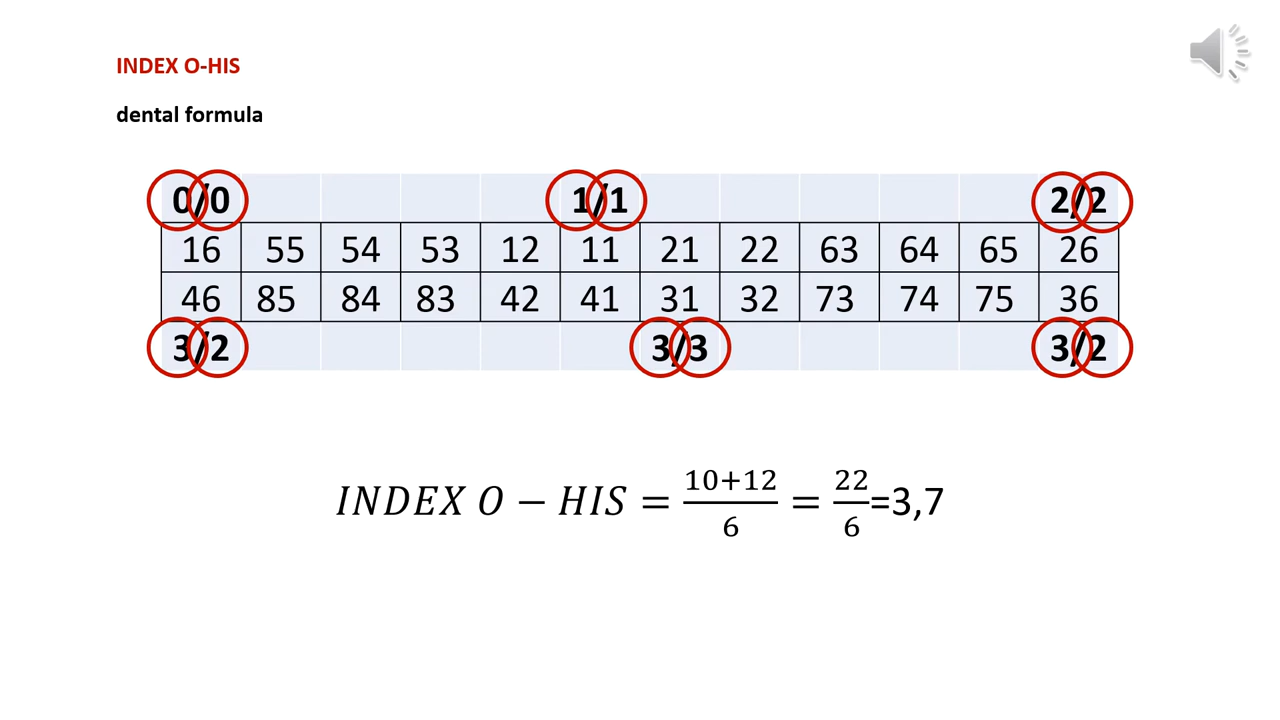 INDEX O-HIS
dental formula
0/0 1/1 2/2
16 55 54 53 12 11 21 22 63 64 65 26
46 85 84 83 42 41 31 32 73 74 75 36
3/2 3/3 3/2
INDEX O − HIS = 10+12/6 = 22/6 =3,7